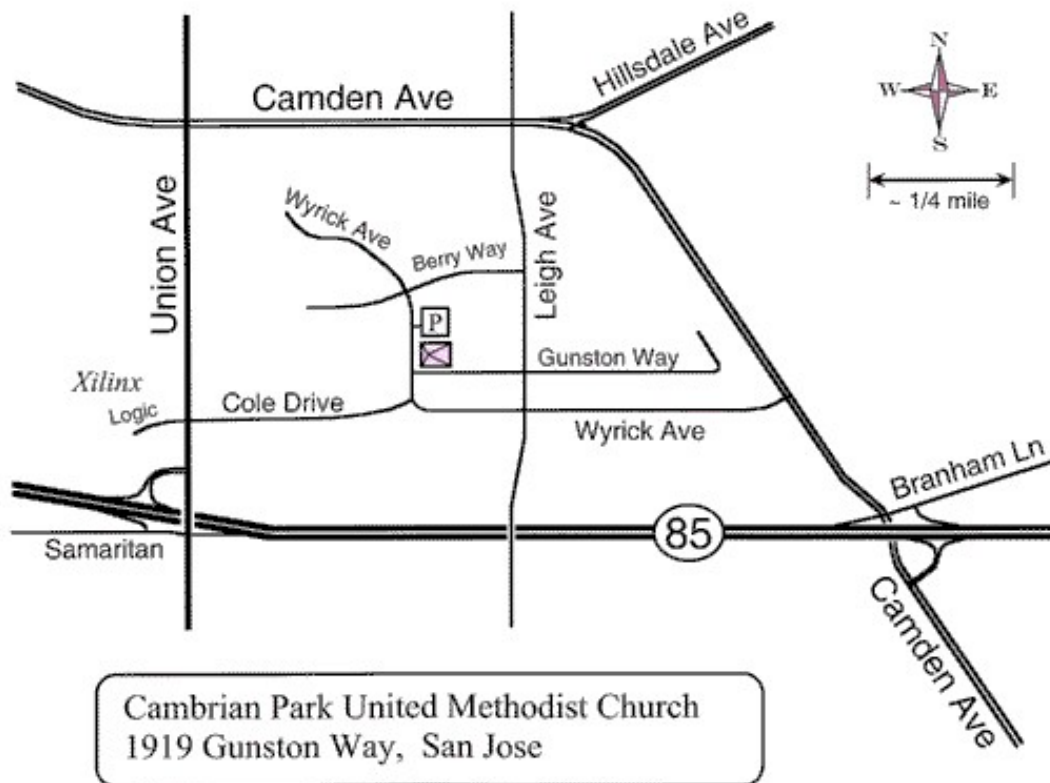 Hillsdale Ave
Camden Ave
N
W
E
S
~ 1/4 mile
Union Ave
Wyrick Ave
Berry Way
Leigh Ave
P
Gunston Way
Xilinx
Logic
Cole Drive
Wyrick Ave
Branham Ln
Samaritan
85
Camden Ave
Cambrian Park United Methodist Church
1919 Gunston Way, San Jose